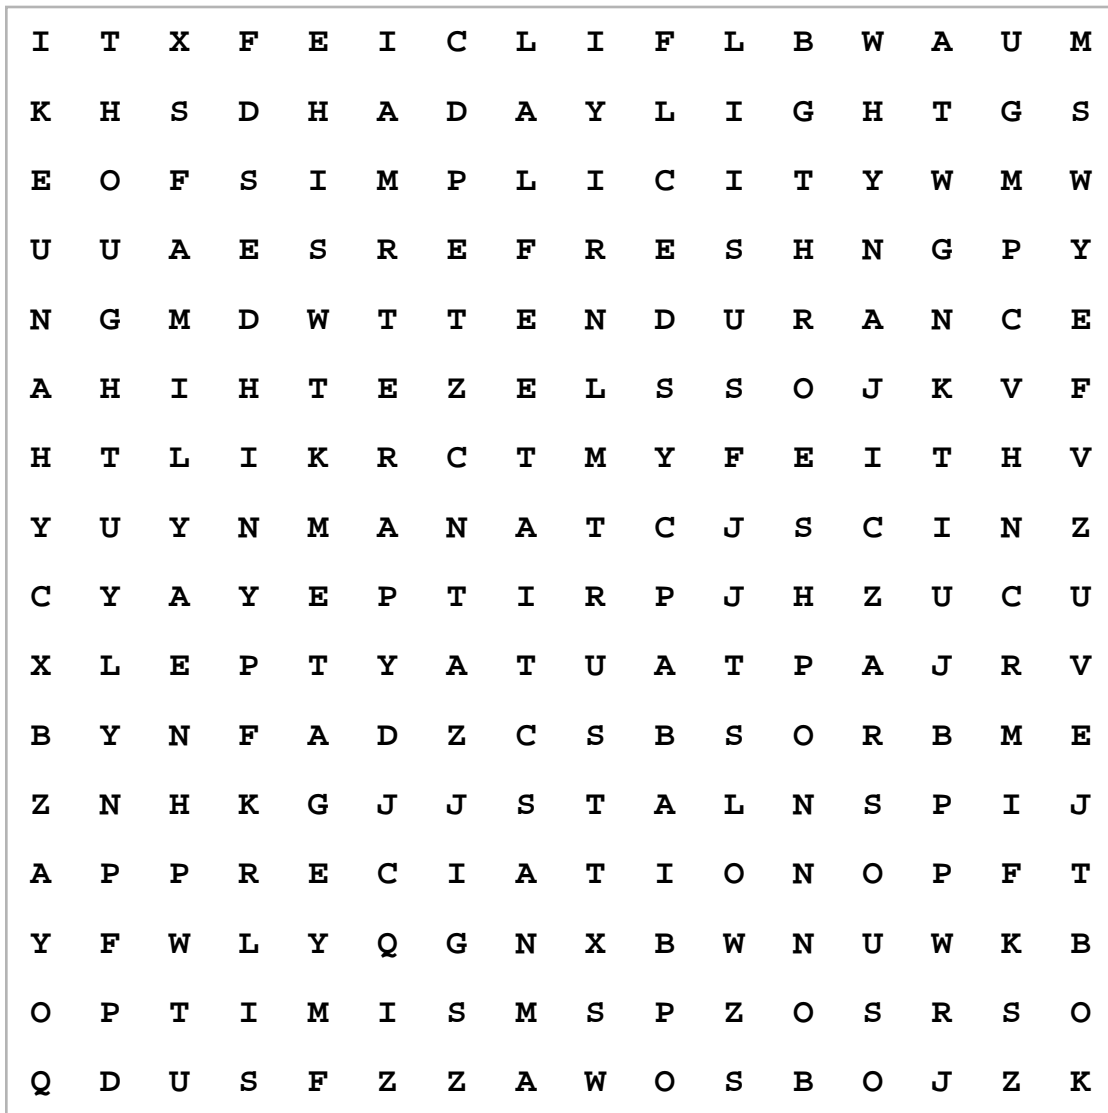 I T X F E I C L I F L B W A U M
K H S D H A D A Y L I G H T G S
E O F S I M P L I C I T Y W M W
U U A E S R E F R E S H N G P Y
N G M D W T T E N D U R A N C E
A H I H T E Z E L S S O J K V F
H T L I K R C T M Y F E I T H V
Y U Y N M A N A T C J S C I N Z
C Y A Y E P T I R P J H Z U C U
X L E P T Y A T U A T P A J R V
B Y N F A D Z C S B S O R B M E
Z N H K G J J S T A L N S P I J
A P P R E C I A T I O N O P F T
Y F W L Y Q G N X B W N U W K B
O P T I M I S M S P Z O S R S O
Q D U S F Z Z A W O S B O J Z K